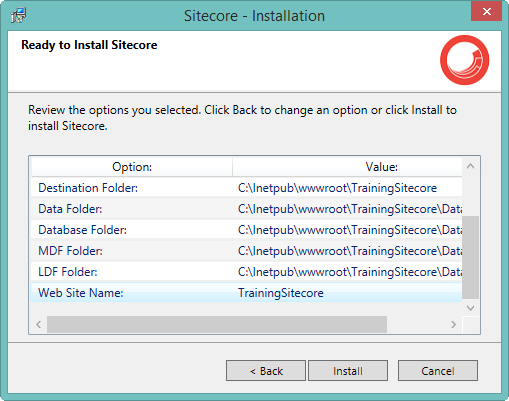 Sitecore - Installation
Ready to Install Sitecore
Review the options you selected. Click Back to change an option or click Install to
install Sitecore.
Option: Value:
Destination Folder: C:\Inetpub\wwwroot\TrainingSitecore
Data Folder: C:\Inetpub\wwwroot\TrainingSitecore\Data
Database Folder: C:\Inetpub\wwwroot\TrainingSitecore\Data
MDF Folder: C:\Inetpub\wwwroot\TrainingSitecore\Data
LDF Folder: C:\Inetpub\wwwroot\TrainingSitecore\Data
Web Site Name: TrainingSitecore
< Back Install Cancel